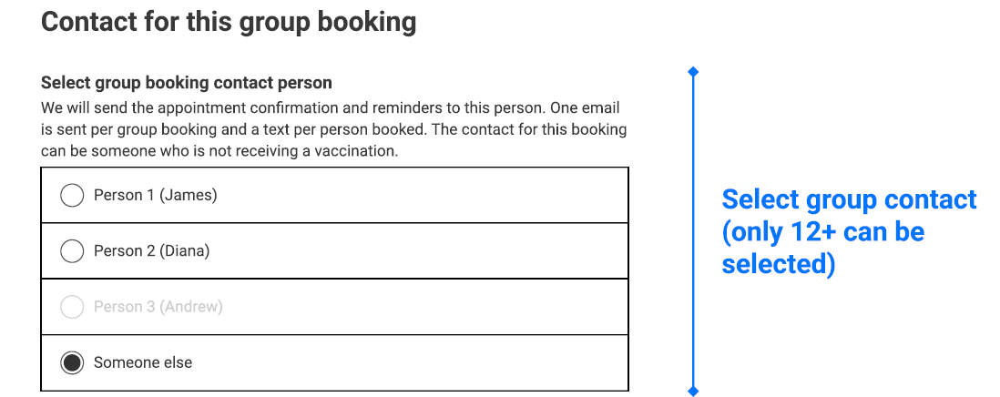 Contact for this group booking
Select group booking contact person
We will send the appointment confirmation and reminders to this person. One email
is sent per group booking and a text per person booked. The contact for this booking
can be someone who is not receiving a vaccination.
Person 1 (James)
Person 2 (Diana)
Person 3 (Andrew)
Someone else
Select group contact
(only 12+ can be
selected)